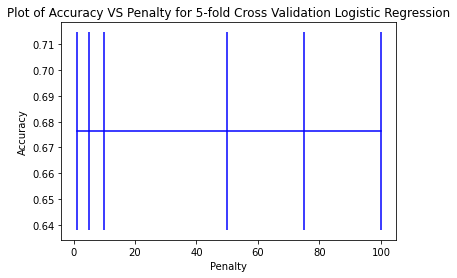 Plot of Accuracy VS Penalty for 5-fold Cross Validation Logistic Regression
0.71
0.70
0.69
0.68
0.67
0.66
0.65
0.64
Accuracy
0 20 40 60 80 100
Penalty